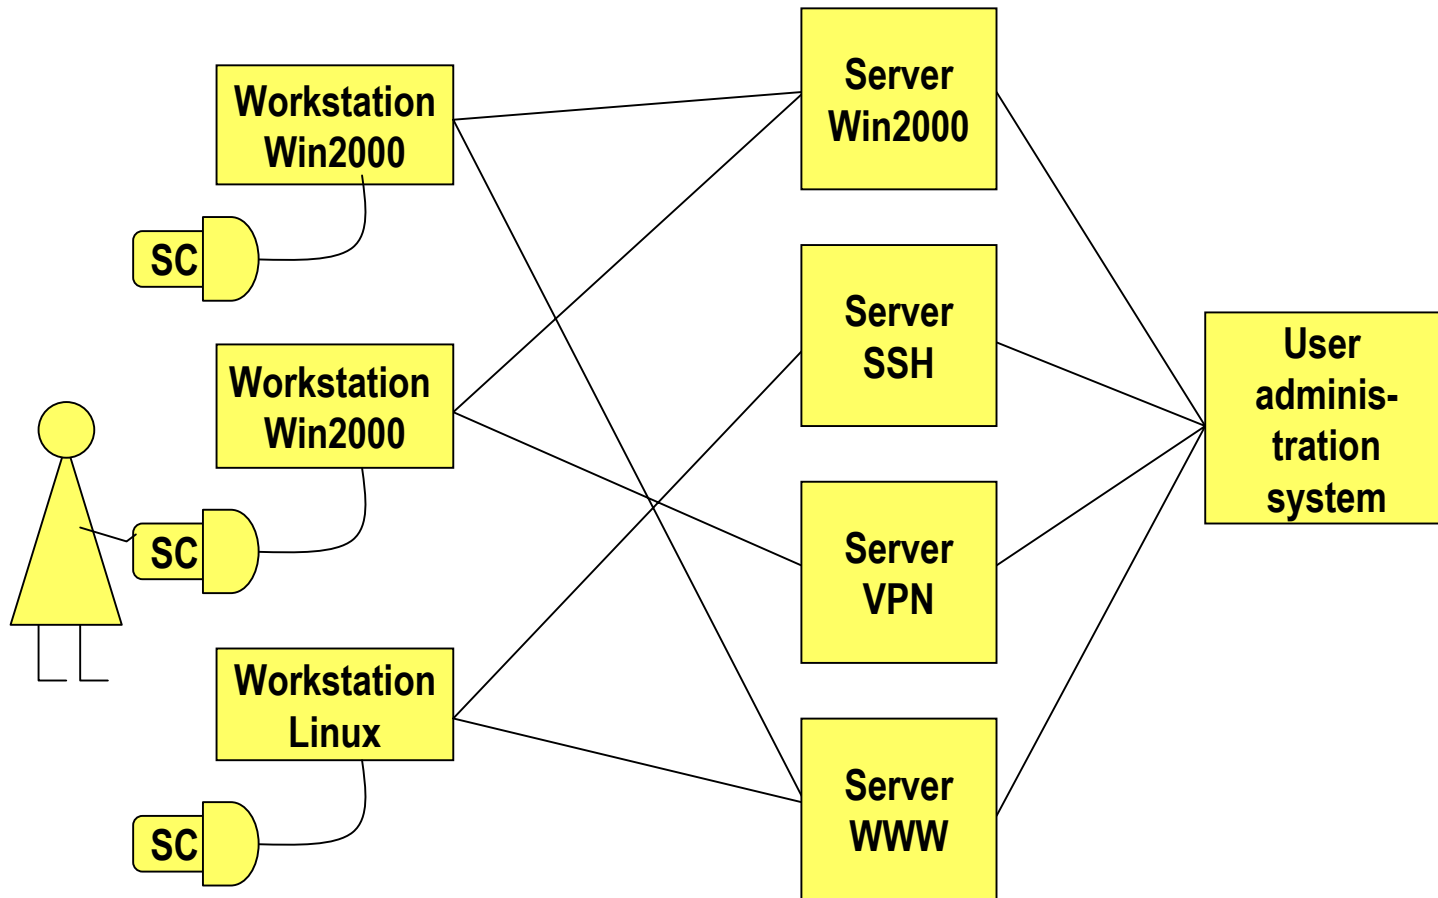 Workstation
Win2000
SC
Workstation
Win2000
SC
Workstation
Linux
SC
Server
Win2000
Server
SSH
Server
VPN
Server
WWW
User
adminis-
tration
system